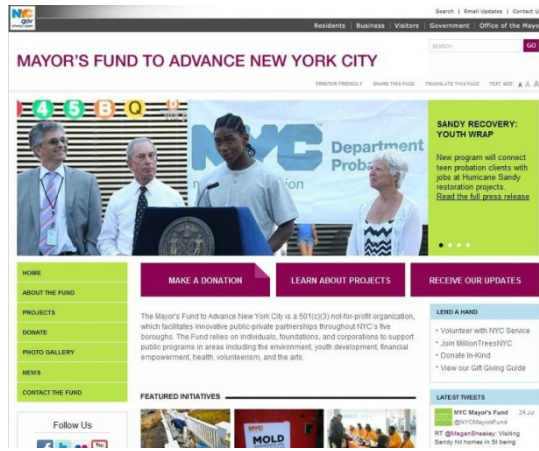 NYC
gov
Search | Email Updates | Contact U
Residents | Business | Visitors | Government | Office of the Mayo
SEARCH
GO
MAYOR'S FUND TO ADVANCE NEW YORK CITY
PRINTER FRIENDLY SHARE THIS PAGE TRANSLATE THIS PAGE TEXT SIZE: A A A
4 5 B Q D
NYC
Department
Proba
SANDY RECOVERY:
YOUTH WRAP
New program will connect
teen probation clients with
jobs at Hurricane Sandy
restoration projects.
Read the full press release
HOME
ABOUT THE FUND
PROJECTS
DONATE
PHOTO GALLERY
NEWS
CONTACT THE FUND
Follow Us
MAKE A DONATION
LEARN ABOUT PROJECTS
RECEIVE OUR UPDATES
The Mayor's Fund to Advance New York City is a 501(c)(3) not-for-profit organization,
which facilitates innovative public-private partnerships throughout NYC's five
boroughs. The Fund relies on individuals, foundations, and corporations to support
public programs in areas including the environment, youth development, financial
empowerment, health, volunteerism, and the arts.
FEATURED INITIATIVES
NYC
MOLD
LEND A HAND
Volunteer with NYC Service
Join MillionTreesNYC
Donate In-Kind
View our Gift Giving Guide
LATEST TWEETS
NYC Mayor's Fund 24 Jul
@NYCMayorsFund
RT @MaganSheakey: Visiting
Sandy hit homes in SI being